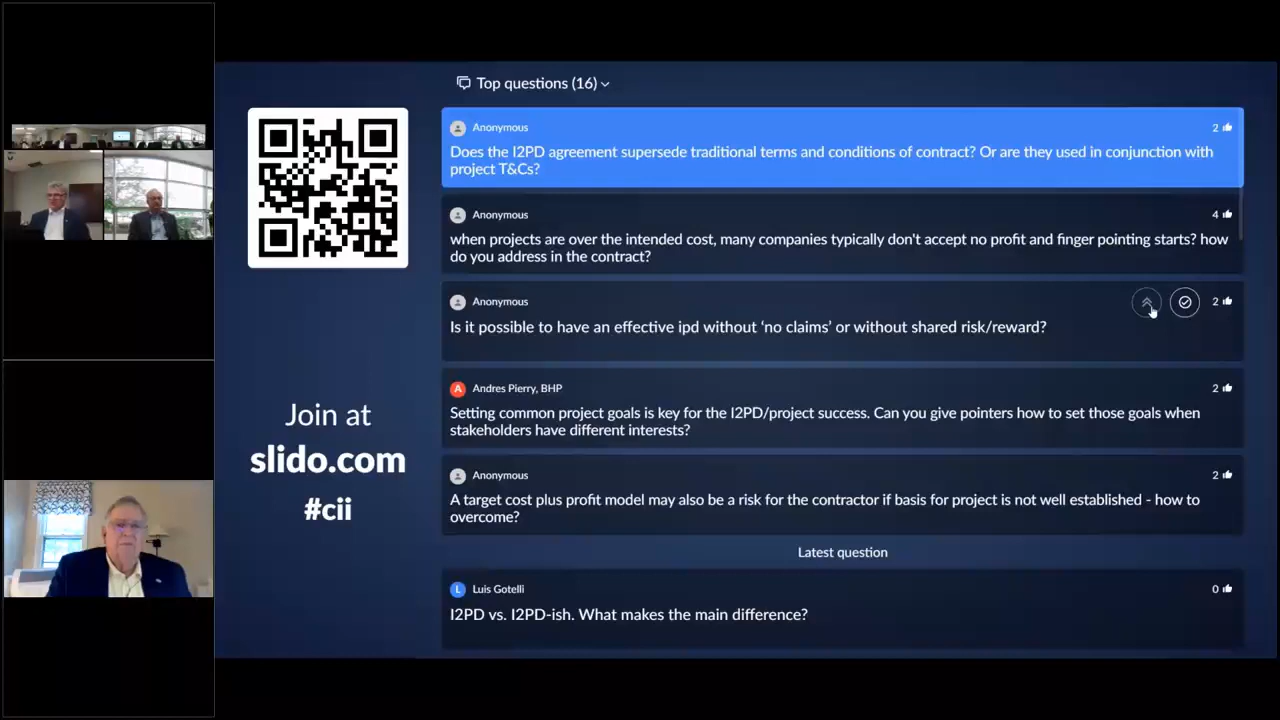 Top questions (16)
Anonymous
2
Does the I2PD agreement supersede traditional terms and conditions of contract? Or are they used in conjunction with
project T&Cs?
Anonymous
4
when projects are over the intended cost, many companies typically don't accept no profit and finger pointing starts? how
do you address in the contract?
Anonymous
2
Is it possible to have an effective ipd without ‘no claims’ or without shared risk/reward?
Andres Pierry, BHP
2
A
Setting common project goals is key for the I2PD/project success. Can you give pointers how to set those goals when
stakeholders have different interests?
Anonymous
2
A target cost plus profit model may also be a risk for the contractor if basis for project is not well established - how to
overcome?
Latest question
L
Luis Gotelli
0
I2PD vs. I2PD-ish. What makes the main difference?
Join at
slido.com
#cii